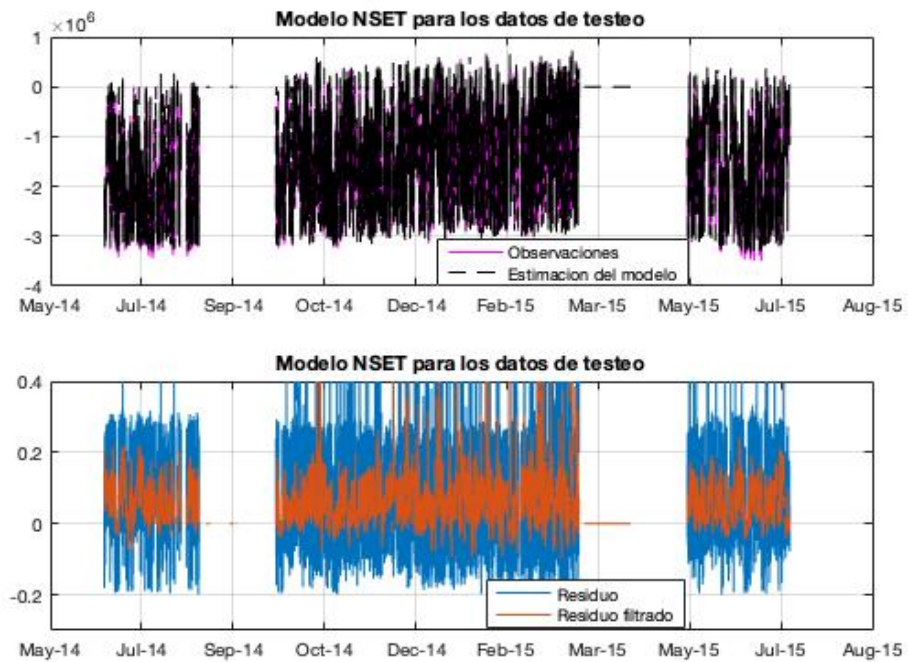 Modelo NSET para los datos de testeo
×10⁶
1
0
-1
-2
-3
-4
Observaciones
Estimacion del modelo
May-14 Jul-14 Sep-14 Oct-14 Dec-14 Feb-15 Mar-15 May-15 Jul-15 Aug-15
Modelo NSET para los datos de testeo
0.4
0.2
0
-0.2
Residuo
Residuo filtrado
May-14 Jul-14 Sep-14 Oct-14 Dec-14 Feb-15 Mar-15 May-15 Jul-15 Aug-15